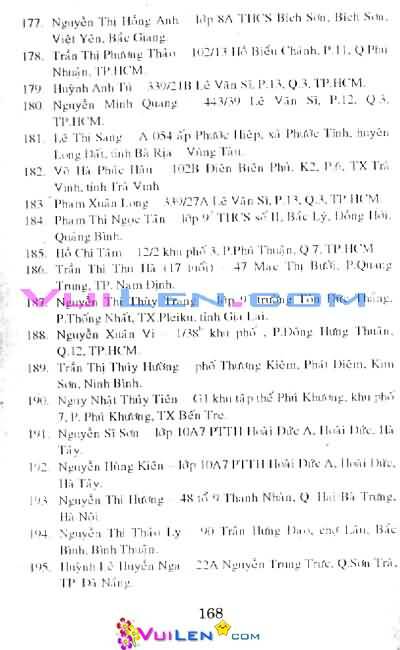 177. Nguyễn Thị Hồng Anh – lớp 8A THCS Bích Sơn, Bích Sơn,
Việt Yên, Bắc Giang.
178. Trần Thị Phương Thảo – 102/13 Hồ Biểu Chánh, P.11, Q.Phú
Nhuận, TP.HCM.
179. Huỳnh Anh Tú – 339/21B Lê Văn Sĩ, P.13, Q.3, TP.HCM.
180. Nguyễn Minh Quang – 443/39 Lê Văn Sĩ, P.12, Q.3,
TP.HCM.
181. Lê Thị Sang – A 054 ấp Phước Hiệp, xã Phước Tỉnh, huyện
Long Đất, tỉnh Bà Rịa – Vũng Tàu.
182. Võ Hà Phúc Hậu – 102B Điện Biên Phủ, K2, P.6, TX Trà
Vinh, tỉnh Trà Vinh
183. Phạm Xuân Long – 339/27A Lê Văn Sĩ, P.13, Q.3, TP HCM.
184. Phạm Thị Ngọc Tân – lớp 9 THCS số II, Bắc Lý, Đồng Hới,
Quảng Bình.
185. Hồ Chí Tâm – 12/2 khu phố 3, P.Phú Thuận, Q 7, TP.HCM
186. Trần Thị Thu Hà (17 tuổi) – 47 Mạc Thị Bưởi, P.Quang
Trung, TP. Nam Định.
187. Nguyễn Thị Thùy Trang – lớp 9 trường Tôn Đức Thắng,
P.Thống Nhất, TX Pleiku, tỉnh Gia Lai.
VuiLen.com
188. Nguyễn Xuân Vi – 1/38 khu phố , P.Đông Hưng Thuận,
Q.12, TP.HCM.
189. Trần Thị Thúy Hường – phố Thượng Kiệm, Phát Diệm, Kim
Sơn, Ninh Bình.
190. Ngụy Nhật Thủy Tiên – G1 khu tập thể Phú Khương, khu phố
7, P. Phú Khương, TX Bến Tre.
191. Nguyễn Sĩ Sơn – lớp 10A7 PTTH Hoài Đức A, Hoài Đức, Hà
Tây.
192. Nguyễn Hùng Kiên – lớp 10A7 PTTH Hoài Đức A, Hoài Đức,
Hà Tây.
193. Nguyễn Thị Hương – 48 tổ 9 Thanh Nhàn, Q. Hai Bà Trưng,
Hà Nội
194. Nguyễn Thị Thảo Ly – 90 Trần Hưng Đạo, chợ Lầu, Bắc
Bình, Bình Thuận.
195. Huỳnh Lê Huyền Nga – 22A Nguyễn Trung Trực, Q.Sơn Trà,
TP Đà Nẵng.
168
VuiLen.com